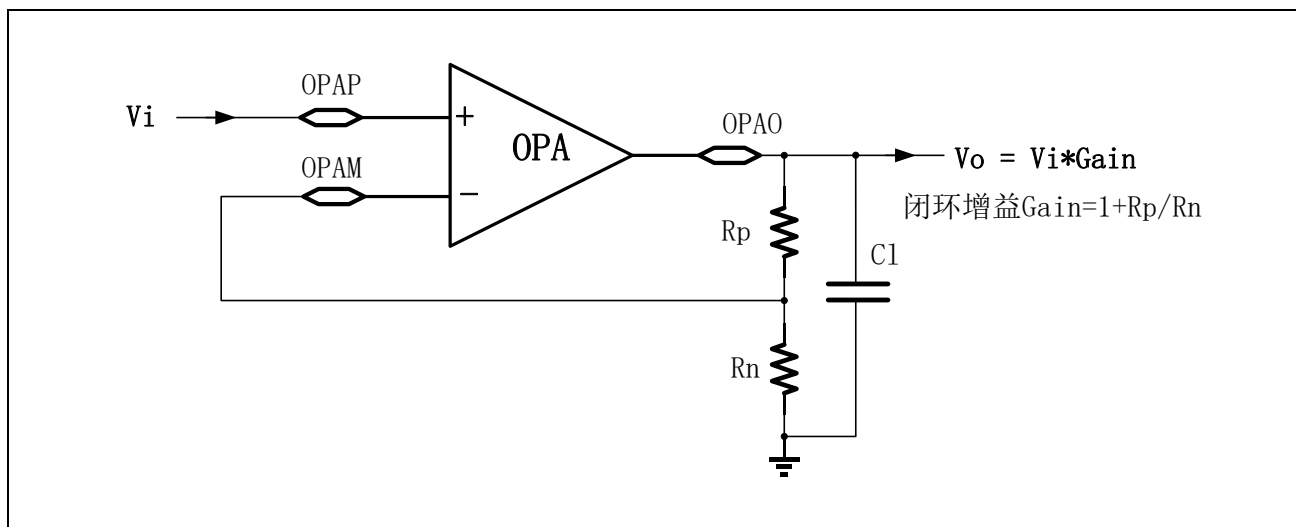 OPAP
Vi
+
OPA
OPAO
OPAM
−
Vo = Vi*Gain
闭环增益Gain=1+Rp/Rn
Rp
Cl
Rn